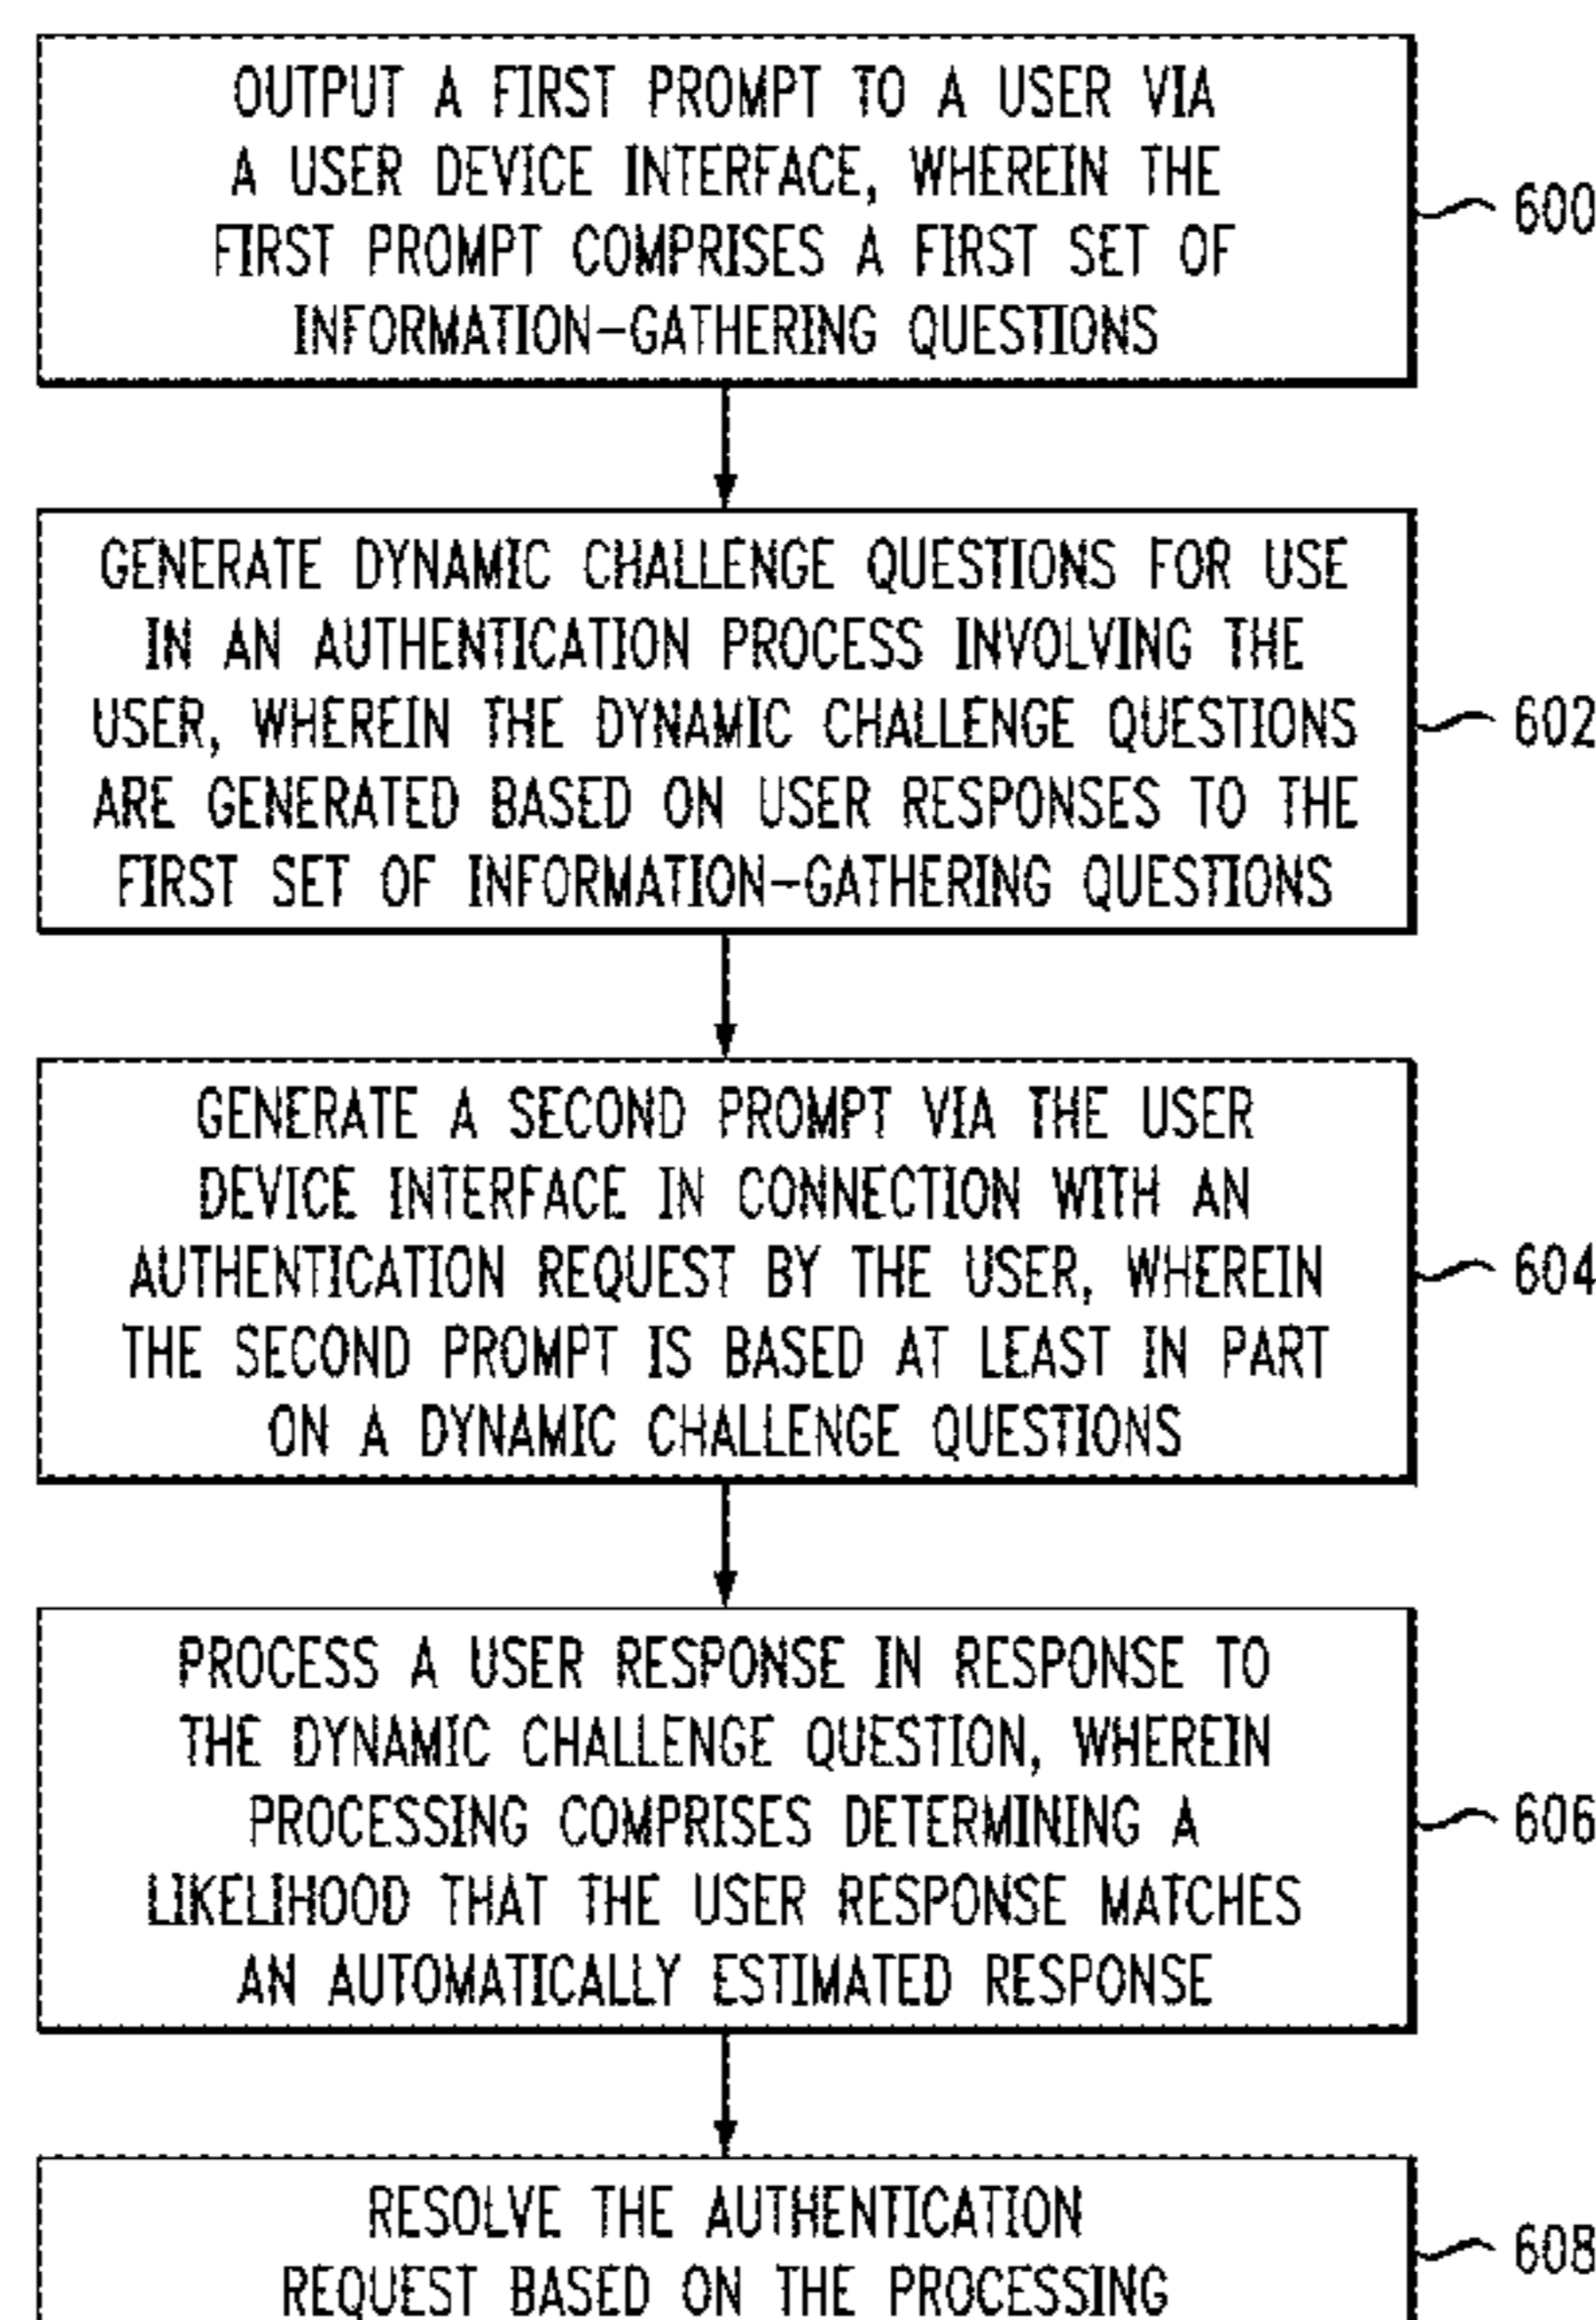 OUTPUT A FIRST PROMPT TO A USER VIA
A USER DEVICE INTERFACE, WHEREIN THE
FIRST PROMPT COMPRISES A FIRST SET OF
INFORMATION-GATHERING QUESTIONS
600
GENERATE DYNAMIC CHALLENGE QUESTIONS FOR USE
IN AN AUTHENTICATION PROCESS INVOLVING THE
USER, WHEREIN THE DYNAMIC CHALLENGE QUESTIONS
ARE GENERATED BASED ON USER RESPONSES TO THE
FIRST SET OF INFORMATION-GATHERING QUESTIONS
602
GENERATE A SECOND PROMPT VIA THE USER
DEVICE INTERFACE IN CONNECTION WITH AN
AUTHENTICATION REQUEST BY THE USER, WHEREIN
THE SECOND PROMPT IS BASED AT LEAST IN PART
ON A DYNAMIC CHALLENGE QUESTIONS
604
PROCESS A USER RESPONSE IN RESPONSE TO
THE DYNAMIC CHALLENGE QUESTION, WHEREIN
PROCESSING COMPRISES DETERMINING A
LIKELIHOOD THAT THE USER RESPONSE MATCHES
AN AUTOMATICALLY ESTIMATED RESPONSE
606
RESOLVE THE AUTHENTICATION
REQUEST BASED ON THE PROCESSING
608